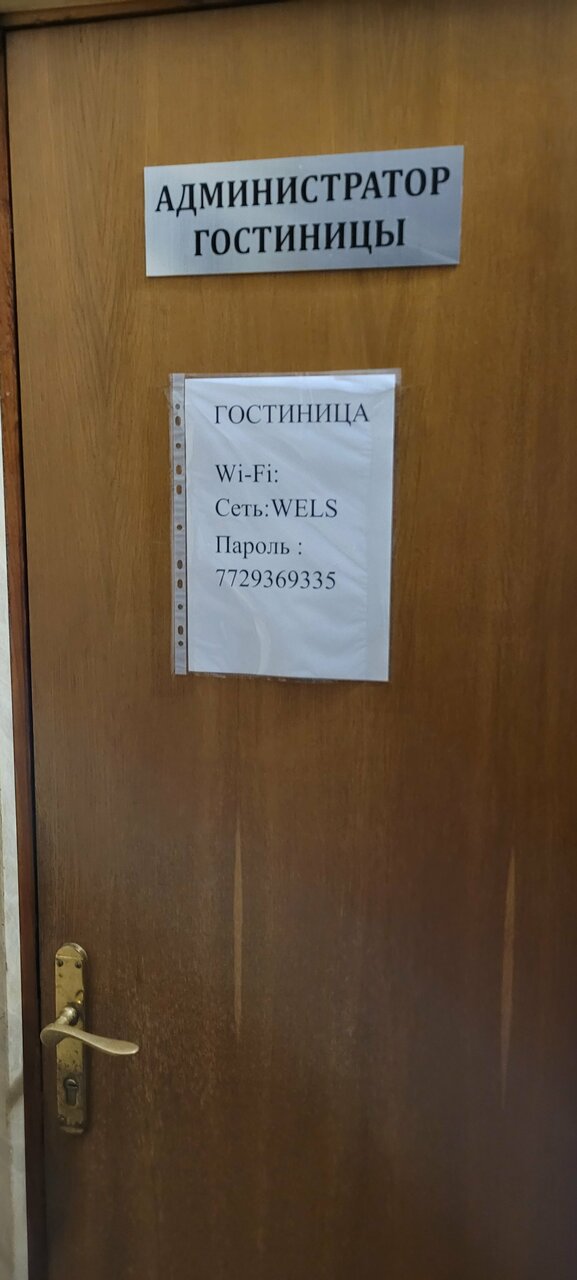 АДМИНИСТРАТОР
ГОСТИНИЦЫ
ГОСТИНИЦА
Wi-Fi:
Сеть:WELS
Пароль :
7729369335